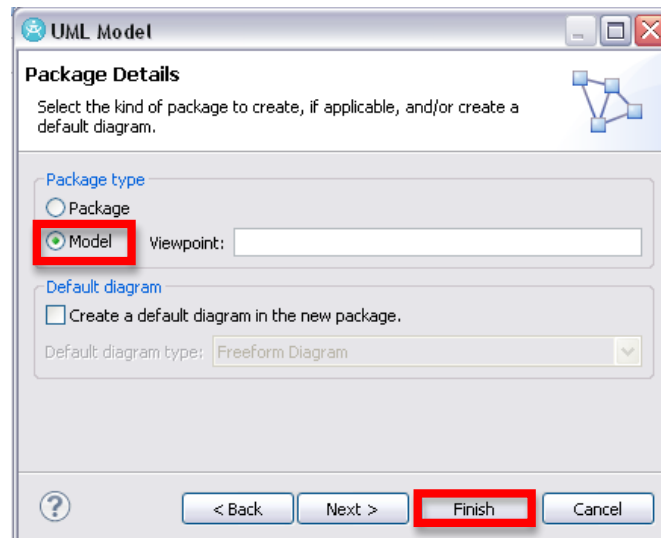 UML Model
Package Details
Select the kind of package to create, if applicable, and/or create a
default diagram.
Package type
Package
Model Viewpoint:
Default diagram
Create a default diagram in the new package.
Default diagram type: Freeform Diagram
? < Back Next > Finish Cancel